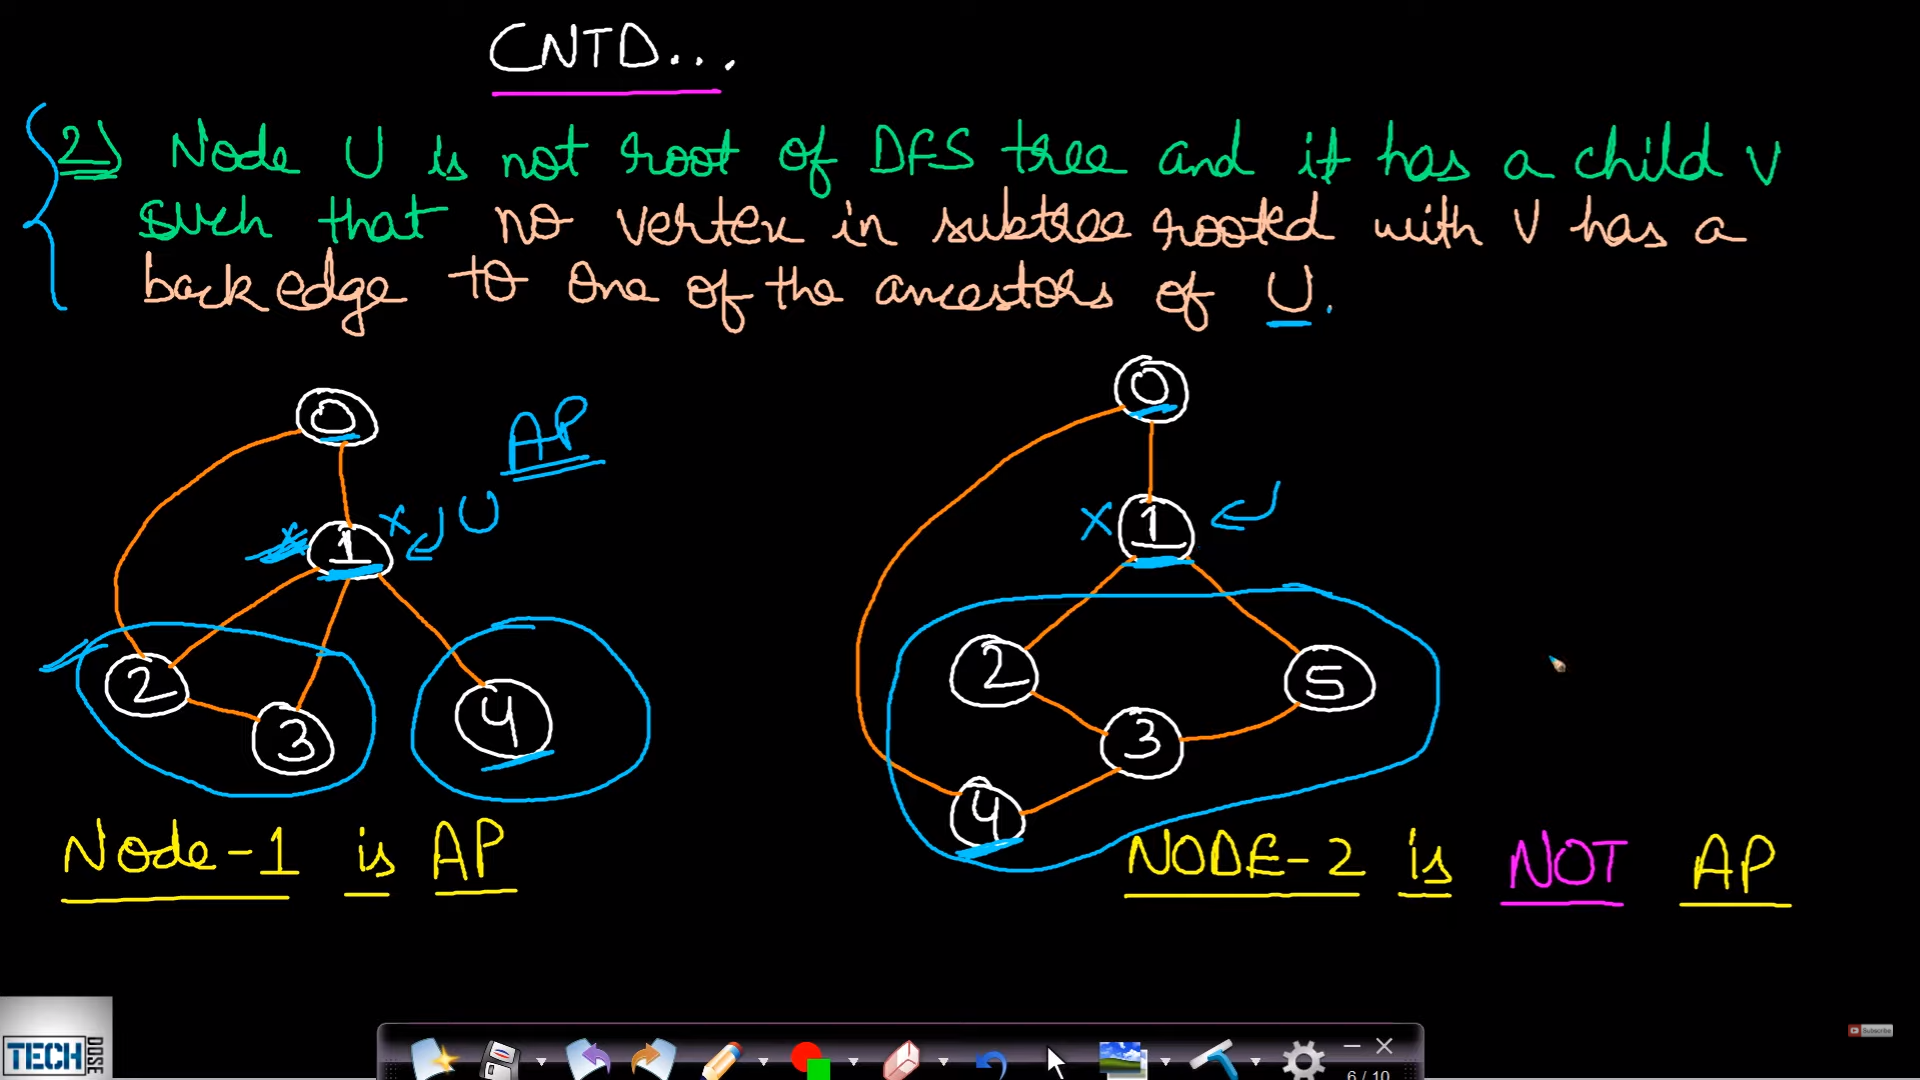 CNTD...
2) Node U is not root of DFS tree and it has a child V
such that no vertex in subtree rooted with V has a
back edge to one of the ancestors of U.
0
AP
x 1 x U
2
3
4
Node-1 is AP
0
x 1
2
5
3
4
NODE-2 is NOT AP
TECH DOSE
Subscribe
6 / 10